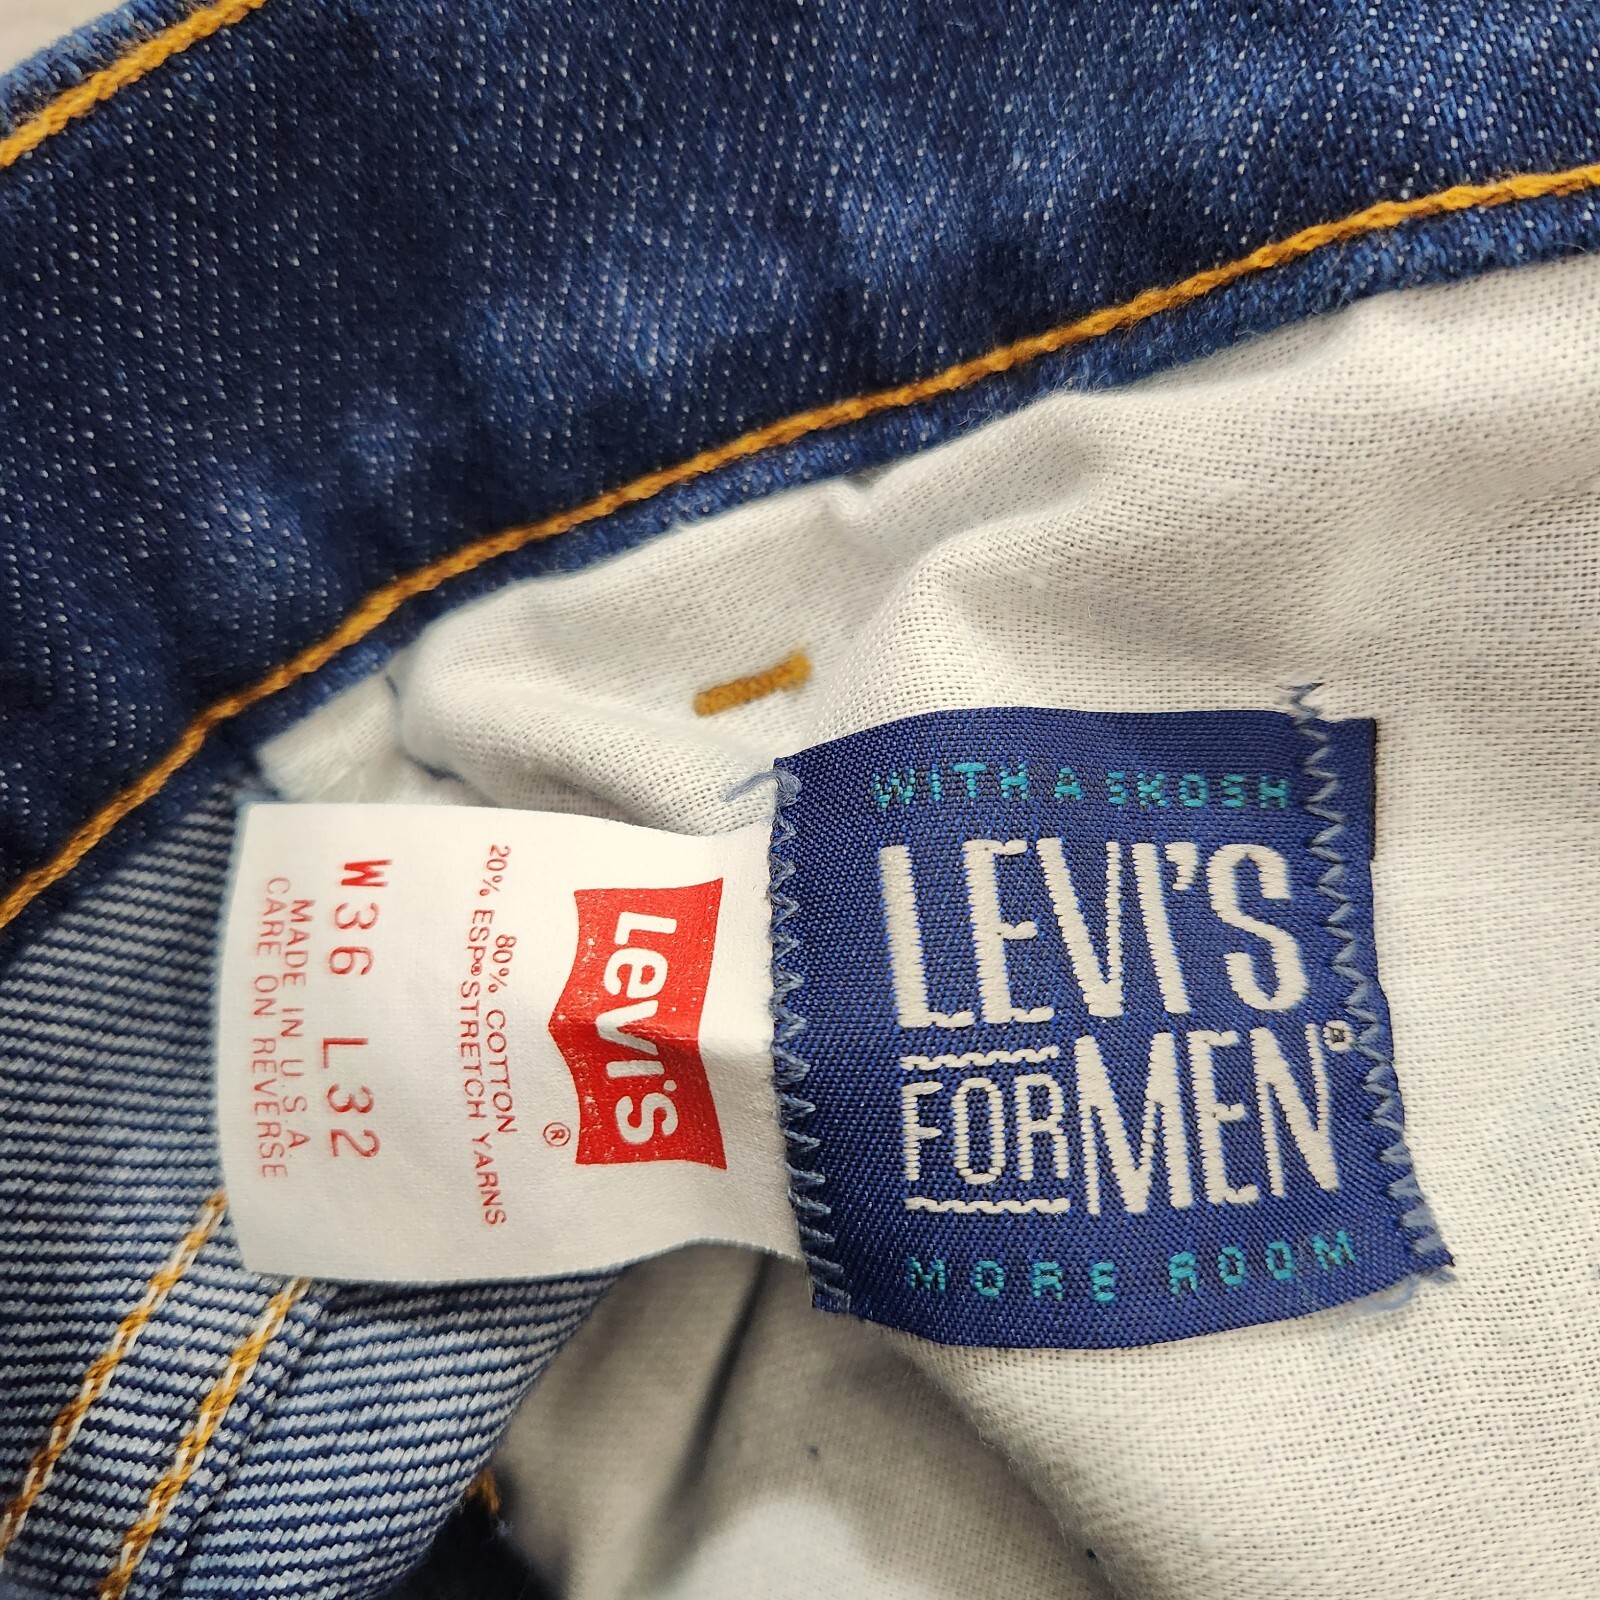 Levi's ®
80% COTTON
20% ESP® STRETCH YARNS
W36 L32
MADE IN U.S.A.
CARE ON REVERSE
WITH A SKOSH
LEVI'S
FOR MEN®
MORE ROOM